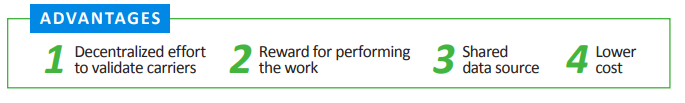 ADVANTAGES
1 Decentralized effort
to validate carriers
2 Reward for performing
the work
3 Shared
data source
4 Lower
cost